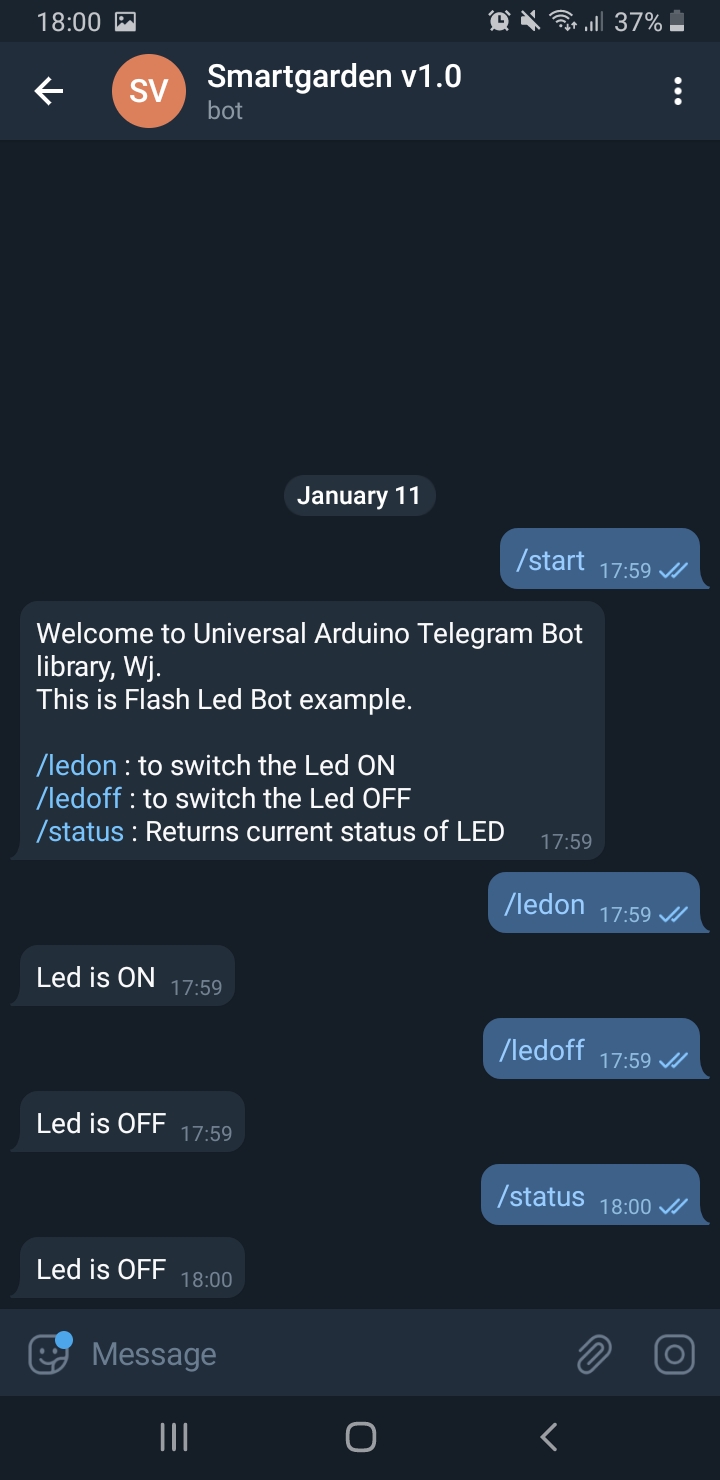 18:00 37%
SV Smartgarden v1.0
bot
January 11
/start 17:59
Welcome to Universal Arduino Telegram Bot
library, Wj.
This is Flash Led Bot example.
/ledon : to switch the Led ON
/ledoff : to switch the Led OFF
/status : Returns current status of LED 17:59
/ledon 17:59
Led is ON 17:59
/ledoff 17:59
Led is OFF 17:59
/status 18:00
Led is OFF 18:00
Message